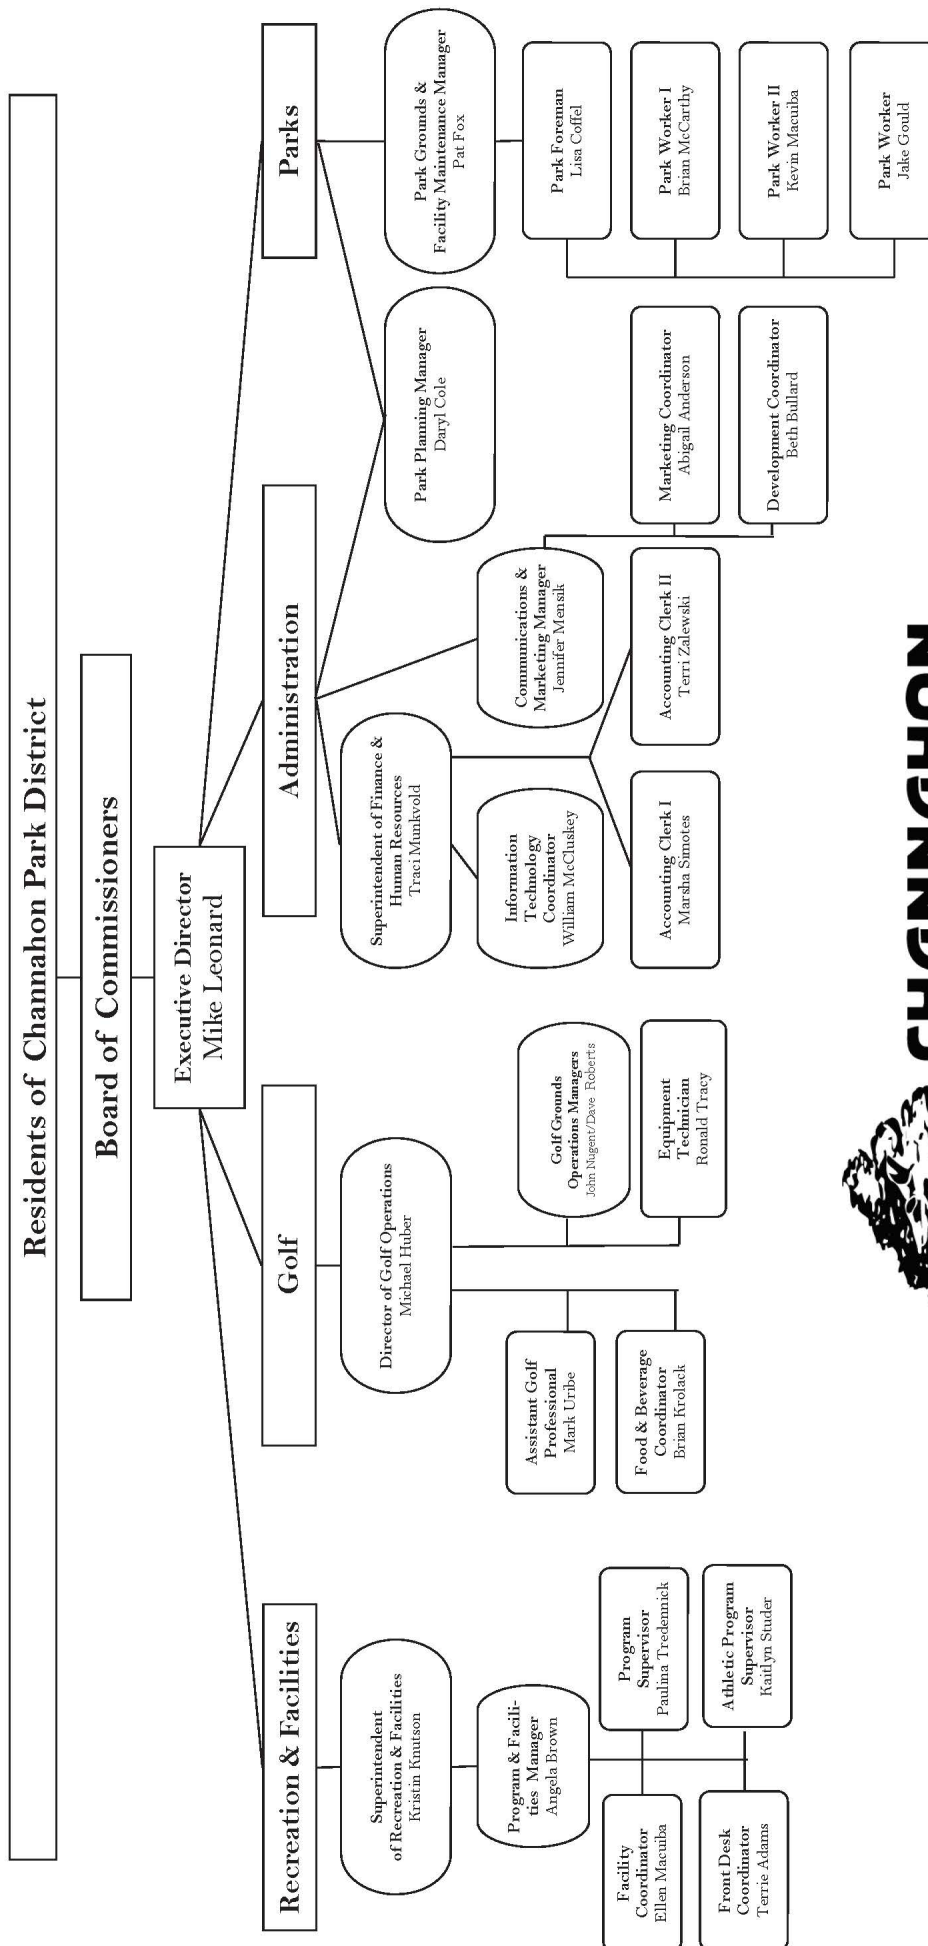 Residents of Channahon Park District
Board of Commissioners
Executive Director
Mike Leonard
Recreation & Facilities
Golf
Administration
Parks
Superintendent
of Recreation & Facilities
Kristin Knutson
Program & Facili-
ties Manager
Angela Brown
Facility
Coordinator
Ellen Macuiba
Program
Supervisor
Paulina Tredennick
Front Desk
Coordinator
Terrie Adams
Athletic Program
Supervisor
Kaitlyn Studer
Director of Golf Operations
Michael Huber
Assistant Golf
Professional
Mark Uribe
Food & Beverage
Coordinator
Brian Krolack
Golf Grounds
Operations Managers
John Nugent/Dave Roberts
Equipment
Technician
Ronald Tracy
Superintendent of Finance &
Human Resources
Traci Munkvold
Information
Technology
Coordinator
William McCluskey
Accounting Clerk I
Marsha Simotes
Accounting Clerk II
Terri Zalewski
Communications &
Marketing Manager
Jennifer Mensik
Marketing Coordinator
Abigail Anderson
Development Coordinator
Beth Bullard
Park Planning Manager
Daryl Cole
Park Grounds &
Facility Maintenance Manager
Pat Fox
Park Foreman
Lisa Coffel
Park Worker I
Brian McCarthy
Park Worker II
Kevin Macuiba
Park Worker
Jake Gould